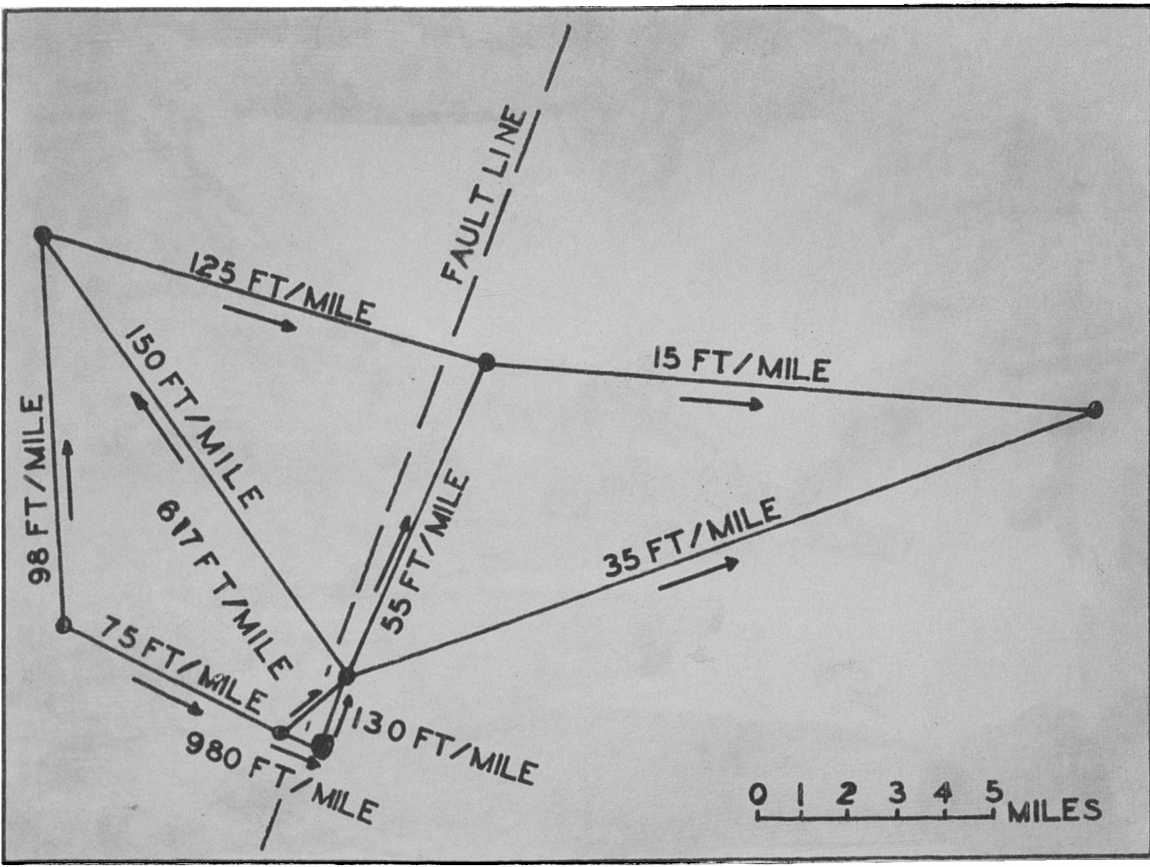 FAULT LINE
125 FT/MILE
150 FT/MILE
15 FT/MILE
98 FT/MILE
617 FT/MILE
55 FT/MILE
35 FT/MILE
75 FT/MILE
130 FT/MILE
980 FT/MILE
0 1 2 3 4 5 MILES